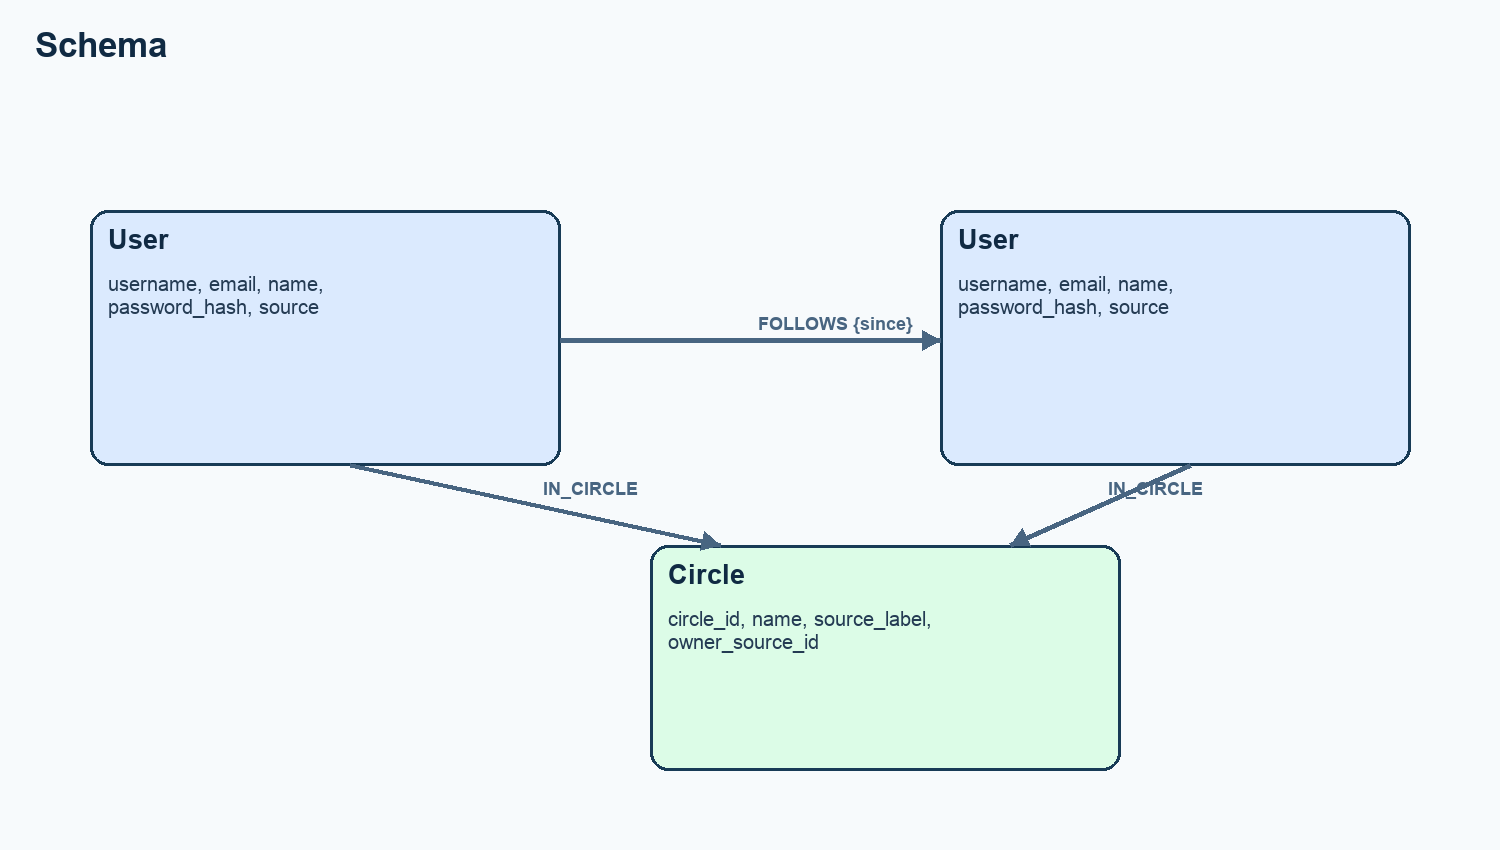 Schema
User
username, email, name,
password_hash, source
User
username, email, name,
password_hash, source
FOLLOWS {since}
IN_CIRCLE
IN_CIRCLE
Circle
circle_id, name, source_label,
owner_source_id